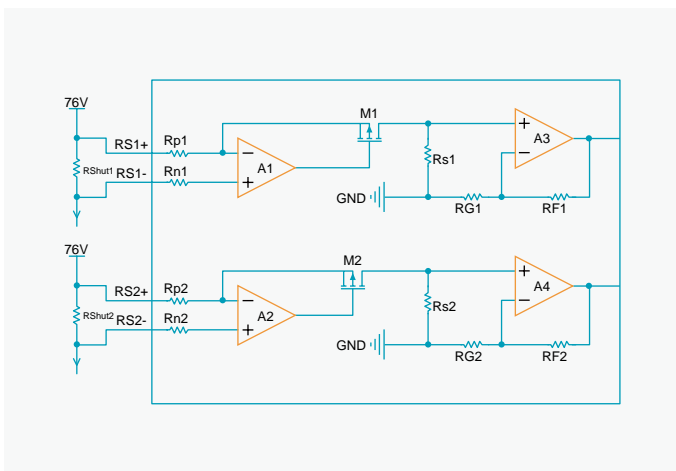 76V
M1
RS1+ Rp1
A1
A3
RShut1
RS1- Rn1
Rs1
GND
RG1 RF1
76V
M2
RS2+ Rp2
A2
A4
RShut2
RS2- Rn2
Rs2
GND
RG2 RF2